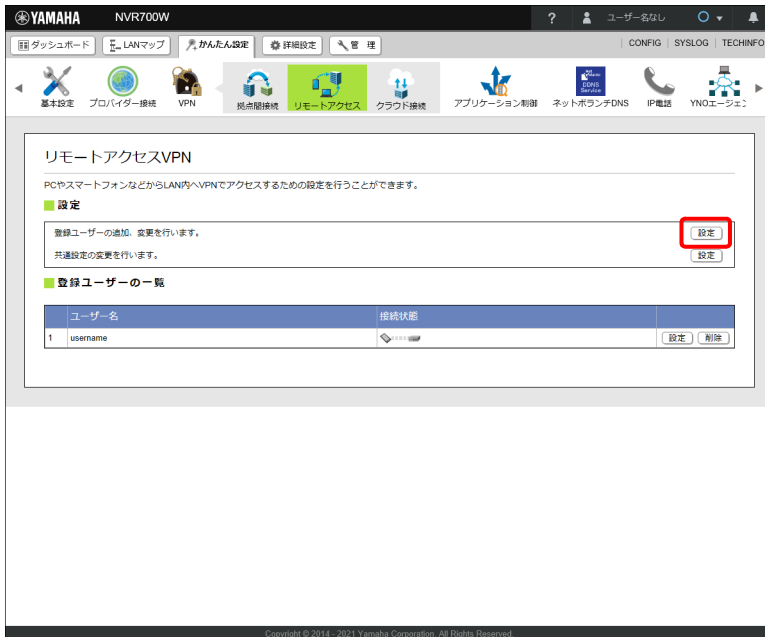 YAMAHA NVR700W ? ユーザー名なし
ダッシュボード LANマップ かんたん設定 詳細設定 管 理 CONFIG SYSLOG TECHINFO
基本設定 プロバイダー接続 VPN 拠点間接続 リモートアクセス クラウド接続 アプリケーション制御 ネットボランチDNS IP電話 YNOエージェン
リモートアクセスVPN
PCやスマートフォンなどからLAN内へVPNでアクセスするための設定を行うことができます。
設定
登録ユーザーの追加、変更を行います。 設定
共通設定の変更を行います。 設定
登録ユーザーの一覧
ユーザー名 接続状態
1 username 設定 削除
Copyright © 2014 - 2021 Yamaha Corporation. All Rights Reserved.